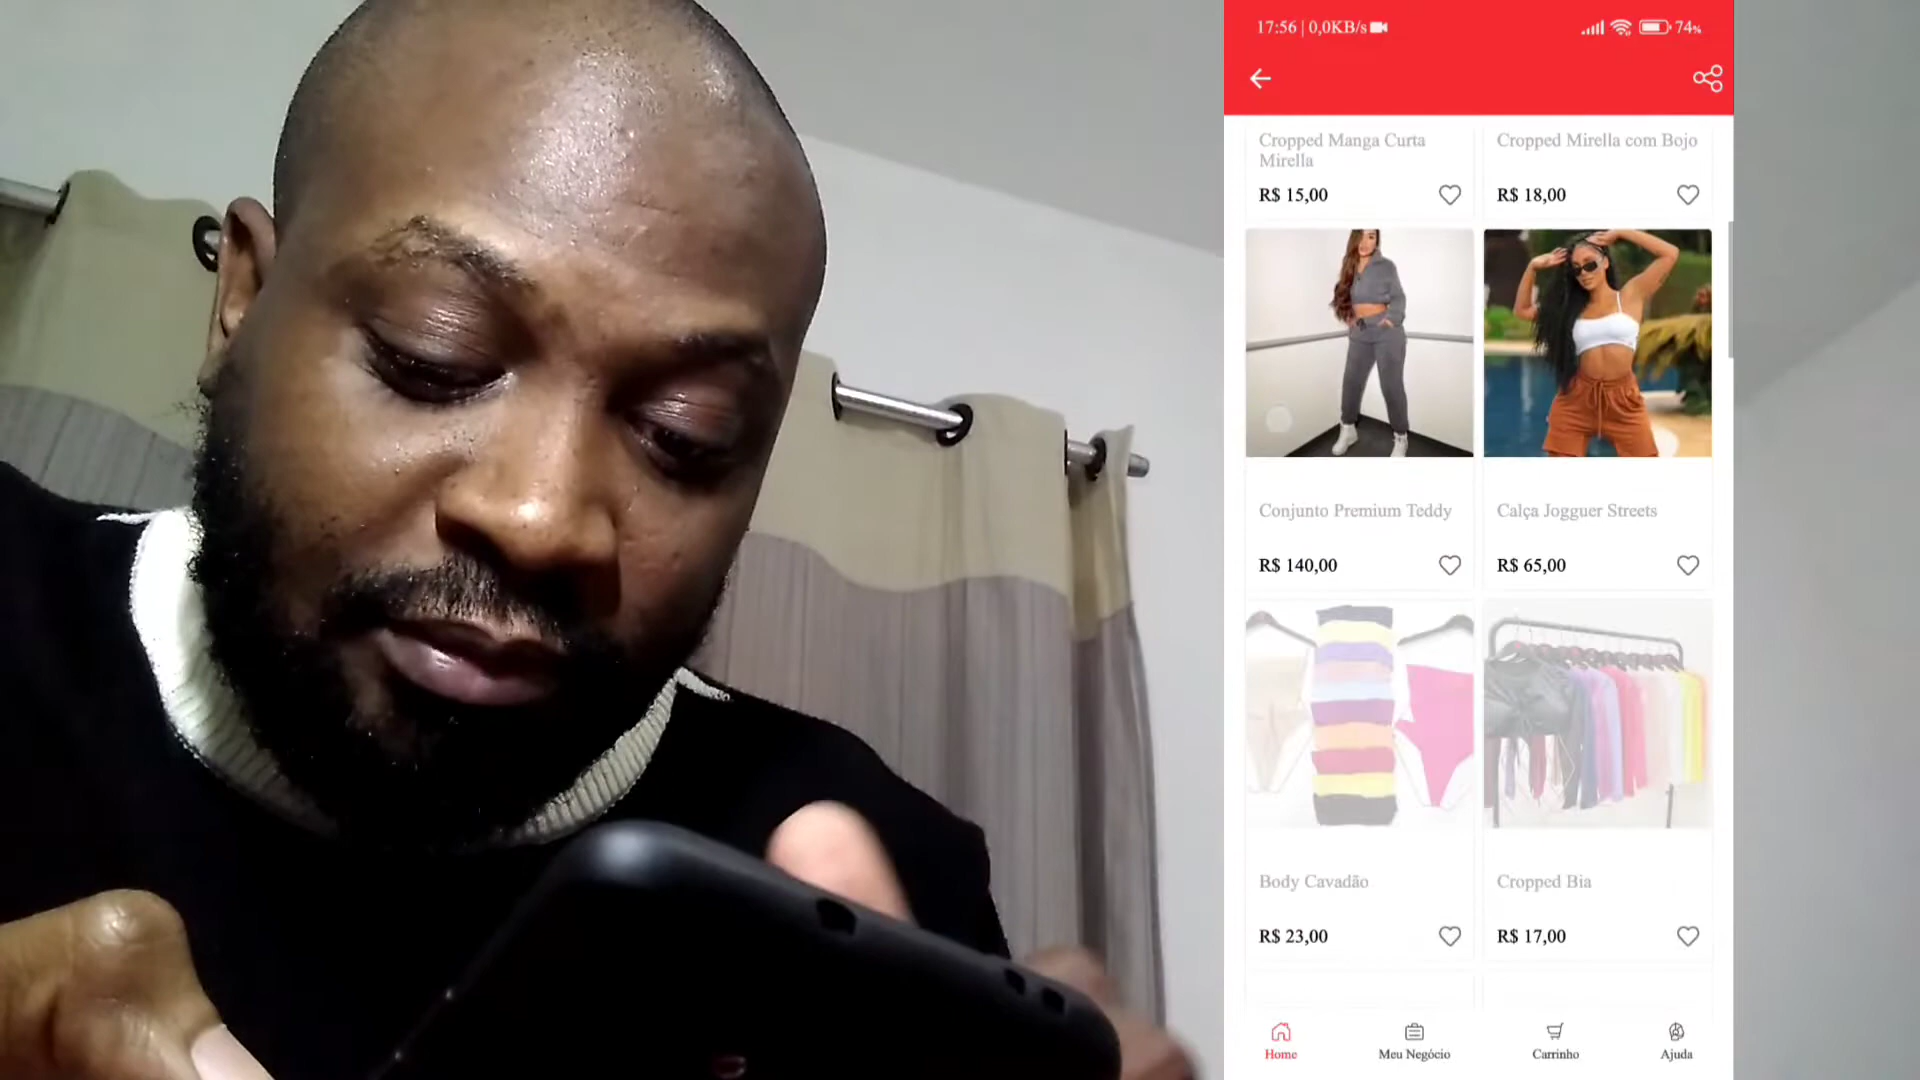 17:56 | 0,0KB/s 74%
Cropped Manga Curta
Mirella
R$ 15,00
Cropped Mirella com Bojo
R$ 18,00
Conjunto Premium Teddy
R$ 140,00
Calça Jogguer Streets
R$ 65,00
Body Cavadão
R$ 23,00
Cropped Bia
R$ 17,00
Home
Meu Negócio
Carrinho
Ajuda